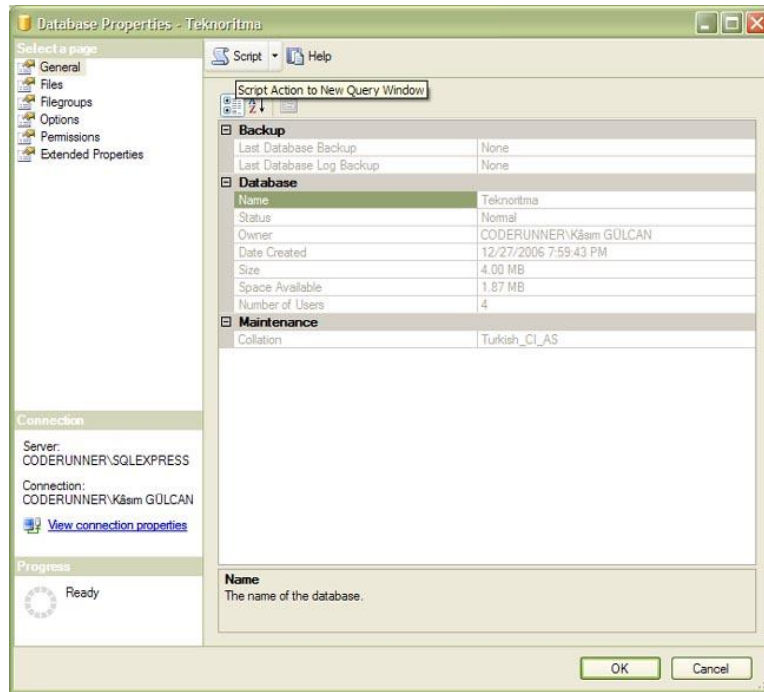 Database Properties - Teknoritma
Select a page
General
Files
Filegroups
Options
Permissions
Extended Properties
Script
Help
Script Action to New Query Window
Backup
Last Database Backup None
Last Database Log Backup None
Database
Name Teknoritma
Status Normal
Owner CODERUNNER\Kâsım GÜLCAN
Date Created 12/27/2006 7:59:43 PM
Size 4.00 MB
Space Available 1.87 MB
Number of Users 4
Maintenance
Collation Turkish_CI_AS
Connection
Server:
CODERUNNER\SQLEXPRESS
Connection:
CODERUNNER\Kâsım GÜLCAN
View connection properties
Progress
Ready
Name
The name of the database.
OK Cancel